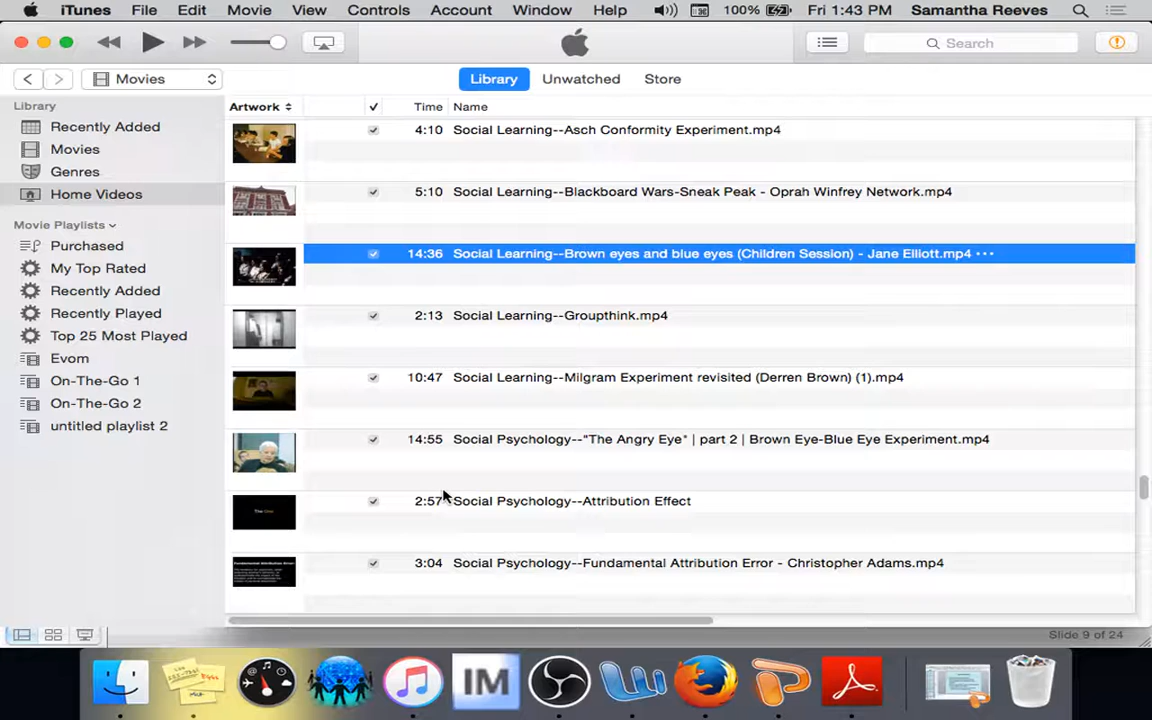 iTunes File Edit Movie View Controls Account Window Help 100% Fri 1:43 PM Samantha Reeves
Search
Movies Library Unwatched Store
Library
Recently Added
Movies
Genres
Home Videos
Movie Playlists
Purchased
My Top Rated
Recently Added
Recently Played
Top 25 Most Played
Evom
On-The-Go 1
On-The-Go 2
untitled playlist 2
Artwork ✓ Time Name
4:10 Social Learning--Asch Conformity Experiment.mp4
5:10 Social Learning--Blackboard Wars-Sneak Peak - Oprah Winfrey Network.mp4
14:36 Social Learning--Brown eyes and blue eyes (Children Session) - Jane Elliott.mp4 •••
2:13 Social Learning--Groupthink.mp4
10:47 Social Learning--Milgram Experiment revisited (Derren Brown) (1).mp4
14:55 Social Psychology--"The Angry Eye" | part 2 | Brown Eye-Blue Eye Experiment.mp4
2:57 Social Psychology--Attribution Effect
3:04 Social Psychology--Fundamental Attribution Error - Christopher Adams.mp4
Slide 9 of 24
IM